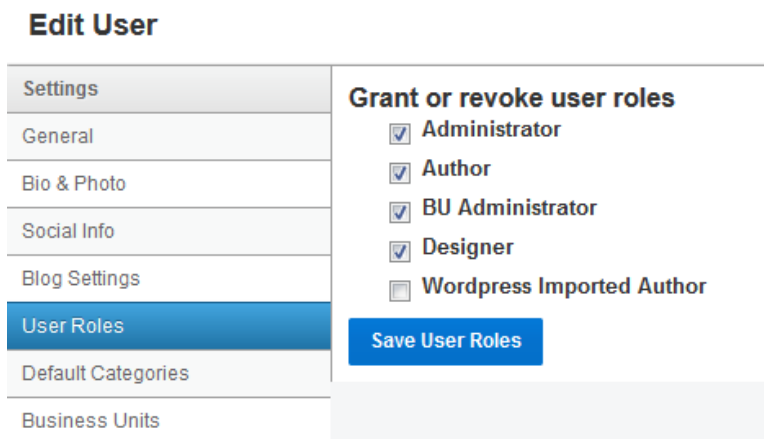 Edit User
Settings
General
Bio & Photo
Social Info
Blog Settings
User Roles
Default Categories
Business Units
Grant or revoke user roles
Administrator
Author
BU Administrator
Designer
Wordpress Imported Author
Save User Roles